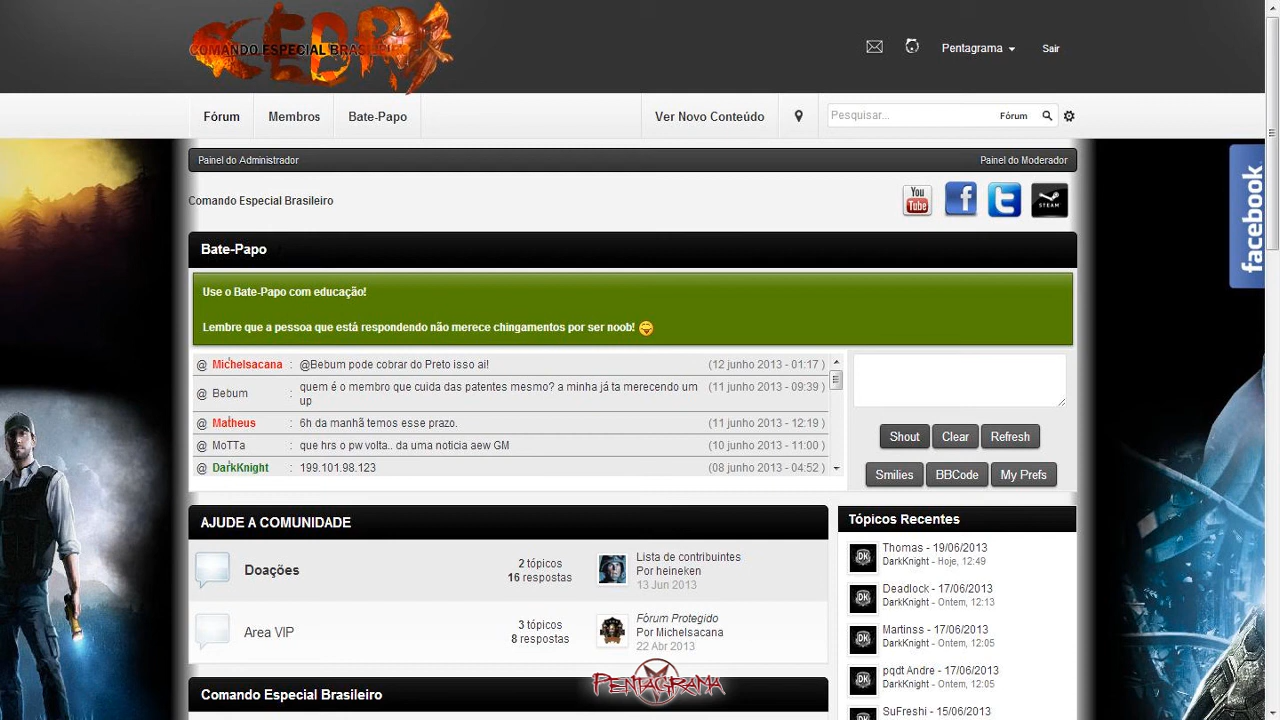 CEBR
COMANDO ESPECIAL BRASILEIRO
Pentagrama
Sair
Fórum
Membros
Bate-Papo
Ver Novo Conteúdo
Pesquisar...
Fórum
Painel do Administrador
Painel do Moderador
Comando Especial Brasileiro
You
Tube
f
t
STEAM
facebook
Bate-Papo
Use o Bate-Papo com educação!
Lembre que a pessoa que está respondendo não merece chingamentos por ser noob!
@ Michelsacana : @Bebum pode cobrar do Preto isso ai! (12 junho 2013 - 01:17 )
@ Bebum : quem é o membro que cuida das patentes mesmo? a minha já ta merecendo um (11 junho 2013 - 09:39 )
up
@ Matheus : 6h da manhã temos esse prazo. (11 junho 2013 - 12:19 )
@ MoTTa : que hrs o pw volta.. da uma noticia aew GM (10 junho 2013 - 11:00 )
@ DarkKnight : 199.101.98.123 (08 junho 2013 - 04:52 )
Shout
Clear
Refresh
Smilies
BBCode
My Prefs
AJUDE A COMUNIDADE
Doações
2 tópicos
16 respostas
Lista de contribuintes
Por heineken
13 Jun 2013
Area VIP
3 tópicos
8 respostas
Fórum Protegido
Por Michelsacana
22 Abr 2013
Comando Especial Brasileiro
PENTAGRAMA
Tópicos Recentes
DK
Thomas - 19/06/2013
DarkKnight - Hoje, 12:49
DK
Deadlock - 17/06/2013
DarkKnight - Ontem, 12:13
DK
Martinss - 17/06/2013
DarkKnight - Ontem, 12:05
DK
pqdt Andre - 17/06/2013
DarkKnight - Ontem, 12:05
DK
SuFreshi - 15/06/2013